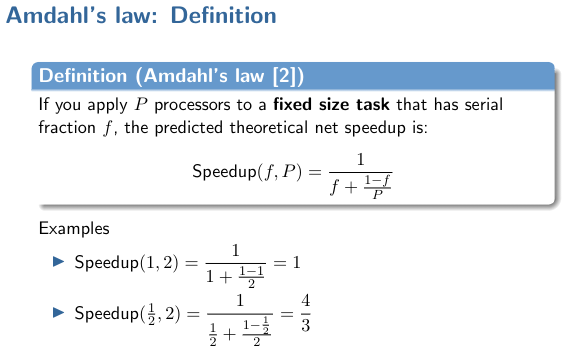 Amdahl's law: Definition
Definition (Amdahl's law [2])
If you apply P processors to a fixed size task that has serial
fraction f, the predicted theoretical net speedup is:
Speedup(f, P) = \frac{1}{f + \frac{1-f}{P}}
Examples
▶ Speedup(1, 2) = \frac{1}{1 + \frac{1-1}{2}} = 1
▶ Speedup(\frac{1}{2}, 2) = \frac{1}{\frac{1}{2} + \frac{1-\frac{1}{2}}{2}} = \frac{4}{3}